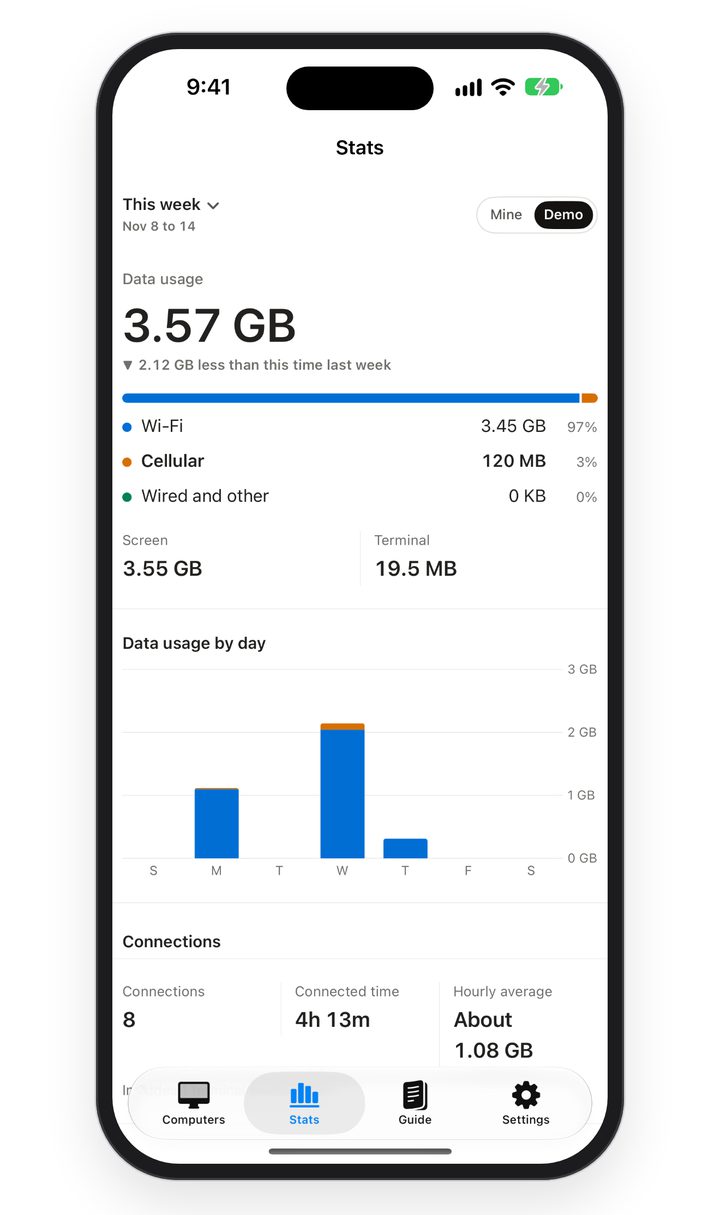 9:41
Stats
This week
Nov 8 to 14
Mine Demo
Data usage
3.57 GB
▼ 2.12 GB less than this time last week
Wi-Fi 3.45 GB 97%
Cellular 120 MB 3%
Wired and other 0 KB 0%
Screen Terminal
3.55 GB 19.5 MB
Data usage by day
3 GB
2 GB
1 GB
0 GB
S M T W T F S
Connections
Connections Connected time Hourly average
8 4h 13m About
1.08 GB
Computers Stats Guide Settings